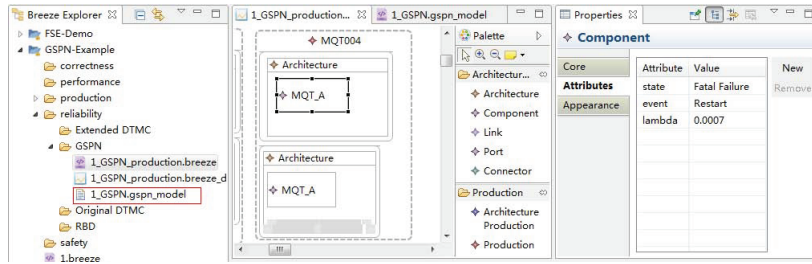 Breeze Explorer
FSE-Demo
GSPN-Example
correctness
performance
production
reliability
Extended DTMC
GSPN
1_GSPN_production.breeze
1_GSPN_production.breeze_d
1_GSPN.gspn_model
Original DTMC
RBD
safety
1.breeze
1_GSPN_production...
1_GSPN.gspn_model
MQT004
Architecture
MQT_A
Architecture
MQT_A
Palette
Architectur...
Architecture
Component
Link
Port
Connector
Production
Architecture
Production
Production
Properties
Component
Core
Attributes
Appearance
Attribute Value
state Fatal Failure
event Restart
lambda 0.0007
New
Remove